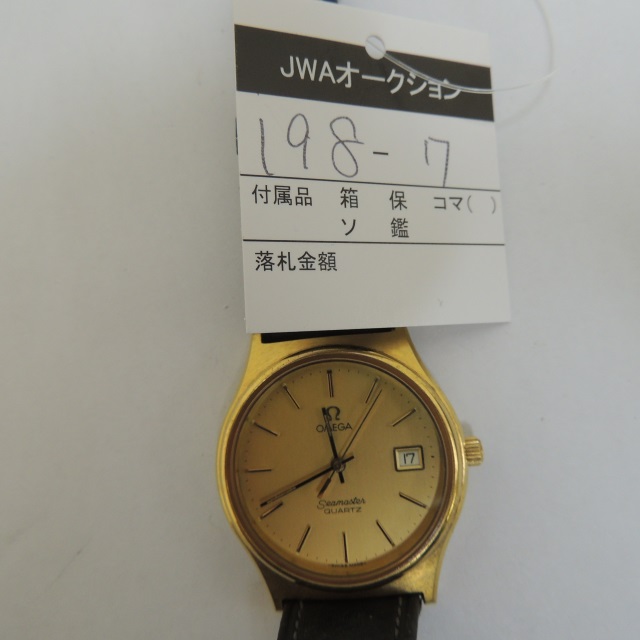 JWAオークション
198-7
付属品 箱 保 コマ( )
ソ 鑑
落札金額
Ω
OMEGA
17
Seamaster
QUARTZ